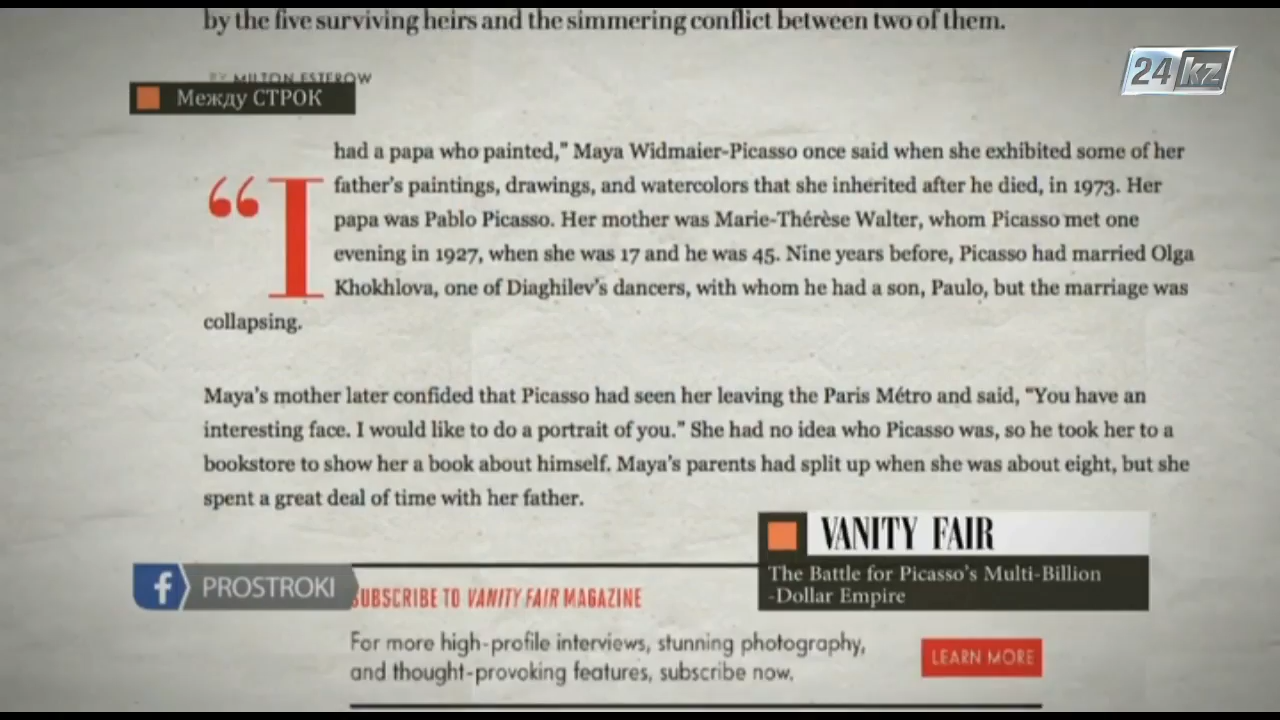 by the five surviving heirs and the simmering conflict between two of them.
24 kz
BY MILTON ESTEROW
Между СТРОК
had a papa who painted,” Maya Widmaier-Picasso once said when she exhibited some of her
“I father’s paintings, drawings, and watercolors that she inherited after he died, in 1973. Her
papa was Pablo Picasso. Her mother was Marie-Thérèse Walter, whom Picasso met one
evening in 1927, when she was 17 and he was 45. Nine years before, Picasso had married Olga
Khokhlova, one of Diaghilev’s dancers, with whom he had a son, Paulo, but the marriage was
collapsing.
Maya’s mother later confided that Picasso had seen her leaving the Paris Métro and said, “You have an
interesting face. I would like to do a portrait of you.” She had no idea who Picasso was, so he took her to a
bookstore to show her a book about himself. Maya’s parents had split up when she was about eight, but she
spent a great deal of time with her father.
VANITY FAIR
The Battle for Picasso’s Multi-Billion
-Dollar Empire
f PROSTROKI
SUBSCRIBE TO VANITY FAIR MAGAZINE
For more high-profile interviews, stunning photography,
and thought-provoking features, subscribe now.
LEARN MORE